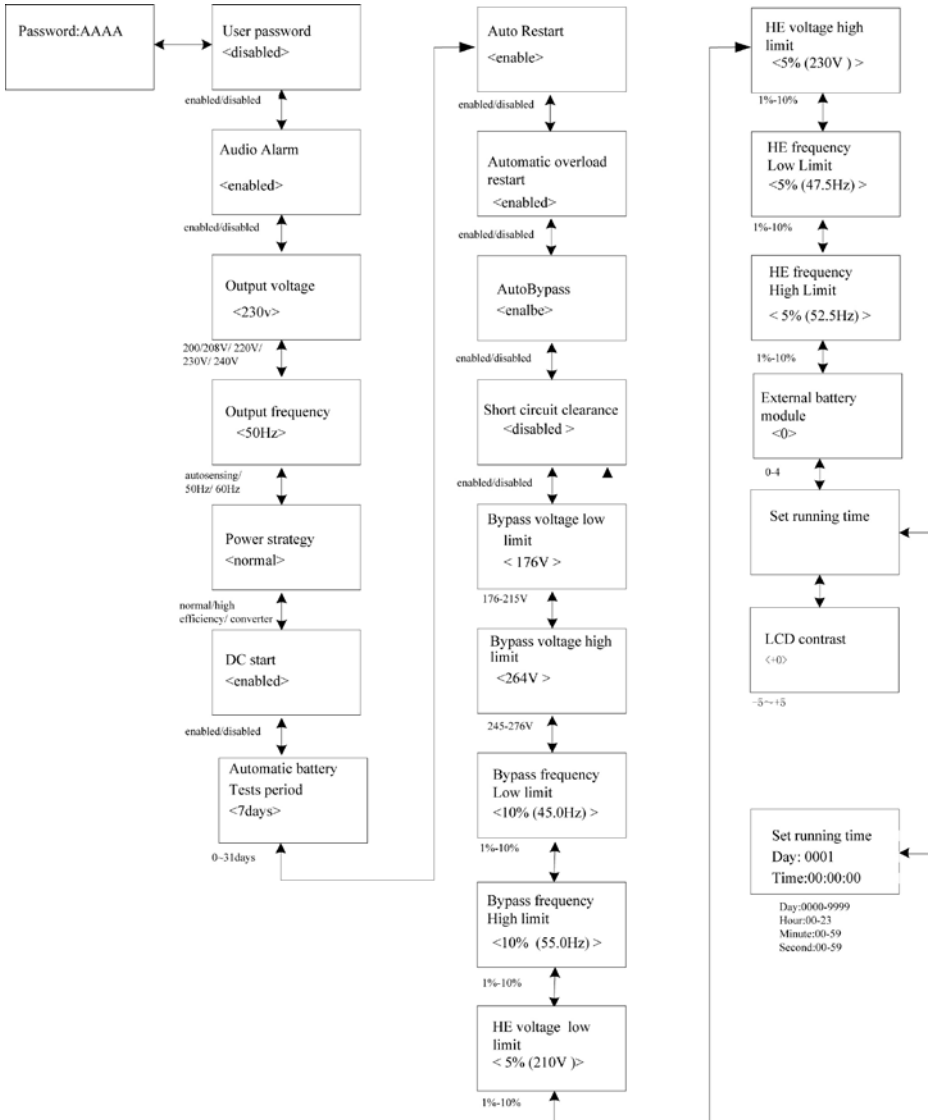 Password:AAAA
User password
<disabled>
enabled/disabled
Audio Alarm
<enabled>
enabled/disabled
Output voltage
<230v>
200/208V/ 220V/
230V/ 240V
Output frequency
<50Hz>
autosensing/
50Hz/ 60Hz
Power strategy
<normal>
normal/high
efficiency/ converter
DC start
<enabled>
enabled/disabled
Automatic battery
Tests period
<7days>
0~31days
Auto Restart
<enable>
enabled/disabled
Automatic overload
restart
<enabled>
enabled/disabled
AutoBypass
<enalbe>
enabled/disabled
Short circuit clearance
<disabled >
enabled/disabled
Bypass voltage low
limit
< 176V >
176-215V
Bypass voltage high
limit
<264V >
245-276V
Bypass frequency
Low limit
<10% (45.0Hz) >
1%-10%
Bypass frequency
High limit
<10% (55.0Hz) >
1%-10%
HE voltage low
limit
< 5% (210V )>
1%-10%
HE voltage high
limit
<5% (230V ) >
1%-10%
HE frequency
Low Limit
<5% (47.5Hz) >
1%-10%
HE frequency
High Limit
< 5% (52.5Hz) >
1%-10%
External battery
module
<0>
0-4
Set running time
LCD contrast
<+0>
-5~+5
Set running time
Day: 0001
Time:00:00:00
Day:0000-9999
Hour:00-23
Minute:00-59
Second:00-59